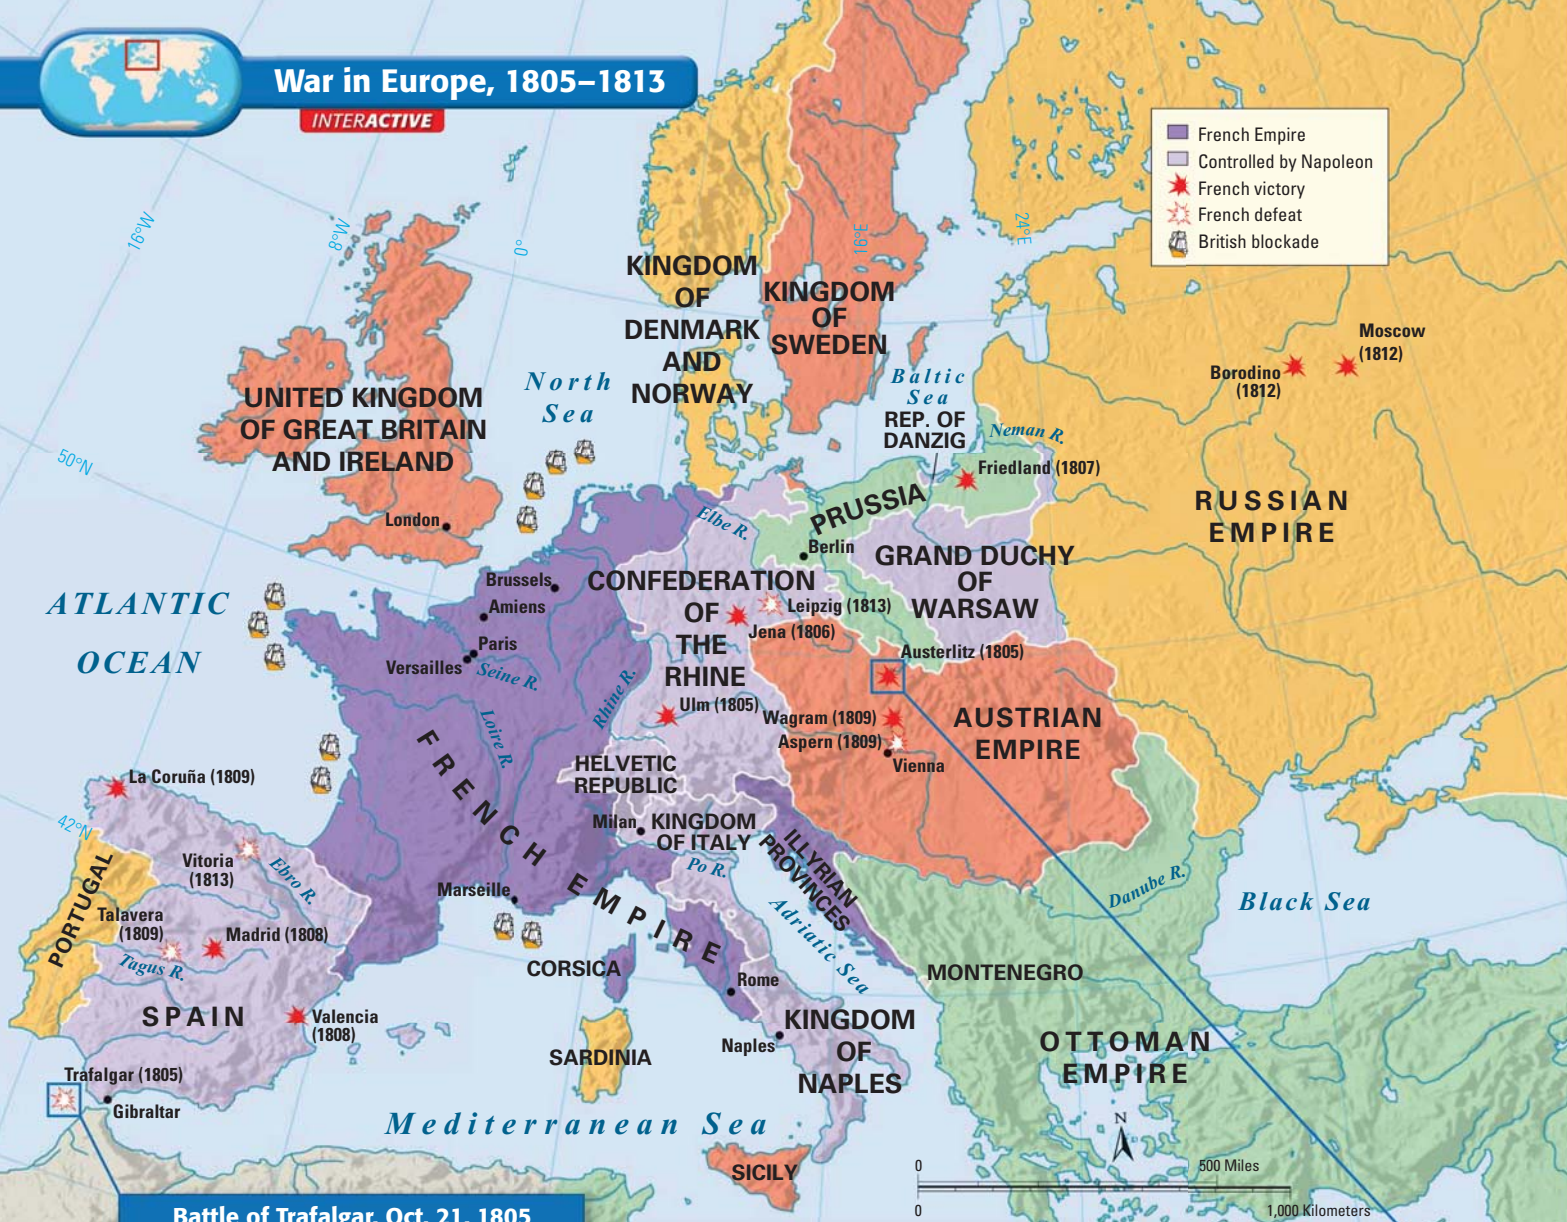 War in Europe, 1805–1813
INTERACTIVE
French Empire
Controlled by Napoleon
French victory
French defeat
British blockade
16°W
8°W
0°
16°E
24°E
50°N
42°N
KINGDOM
OF
DENMARK
AND
NORWAY
KINGDOM
OF
SWEDEN
Moscow
(1812)
Borodino
(1812)
North
Sea
Baltic
Sea
UNITED KINGDOM
OF GREAT BRITAIN
AND IRELAND
London
REP. OF
DANZIG
Neman R.
Friedland (1807)
PRUSSIA
RUSSIAN
EMPIRE
Elbe R.
Berlin
GRAND DUCHY
OF
WARSAW
ATLANTIC
OCEAN
Brussels
Amiens
Paris
Versailles
Seine R.
CONFEDERATION
OF
THE
RHINE
Leipzig (1813)
Jena (1806)
Rhine R.
Loire R.
Ulm (1805)
Austerlitz (1805)
Wagram (1809)
Aspern (1809)
Vienna
AUSTRIAN
EMPIRE
FRENCH EMPIRE
HELVETIC
REPUBLIC
Milan
KINGDOM
OF ITALY
Po R.
ILLYRIAN
PROVINCES
La Coruña (1809)
Vitoria
(1813)
Ebro R.
PORTUGAL
Talavera
(1809)
Madrid (1808)
Tagus R.
SPAIN
Valencia
(1808)
Trafalgar (1805)
Gibraltar
Marseille
CORSICA
Adriatic Sea
Danube R.
Black Sea
MONTENEGRO
Rome
Naples
KINGDOM
OF
NAPLES
SARDINIA
OTTOMAN
EMPIRE
Mediterranean Sea
SICILY
N
0
500 Miles
0
1,000 Kilometers
Battle of Trafalgar, Oct. 21, 1805